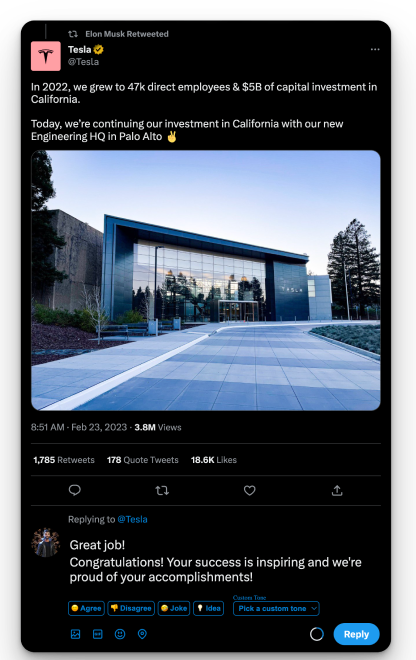 Elon Musk Retweeted
Tesla
@Tesla
In 2022, we grew to 47k direct employees & $5B of capital investment in
California.
Today, we're continuing our investment in California with our new
Engineering HQ in Palo Alto ✌️
TESLA
8:51 AM · Feb 23, 2023 · 3.8M Views
1,785 Retweets 178 Quote Tweets 18.6K Likes
Replying to @Tesla
Great job!
Congratulations! Your success is inspiring and we're
proud of your accomplishments!
Custom Tone
😊 Agree 👎 Disagree 😂 Joke 💡 Idea Pick a custom tone
GIF
Reply